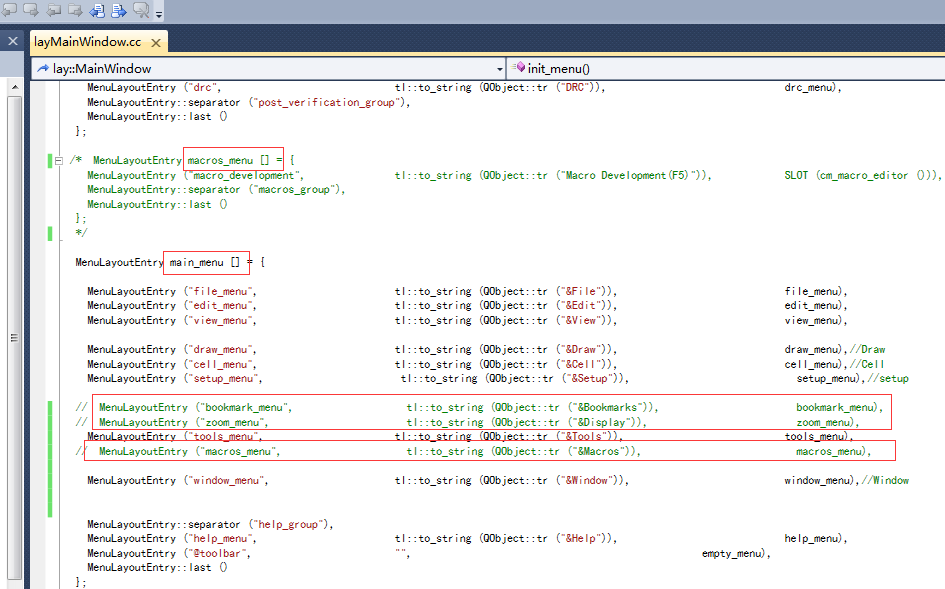 layMainWindow.cc
lay::MainWindow init_menu()
MenuLayoutEntry ("drc", tl::to_string (QObject::tr ("DRC")), drc_menu),
MenuLayoutEntry::separator ("post_verification_group"),
MenuLayoutEntry::last ()
};
/* MenuLayoutEntry macros_menu [] = {
MenuLayoutEntry ("macro_development", tl::to_string (QObject::tr ("Macro Development(F5)")), SLOT (cm_macro_editor ())),
MenuLayoutEntry::separator ("macros_group"),
MenuLayoutEntry::last ()
};
*/
MenuLayoutEntry main_menu [] = {
MenuLayoutEntry ("file_menu", tl::to_string (QObject::tr ("&File")), file_menu),
MenuLayoutEntry ("edit_menu", tl::to_string (QObject::tr ("&Edit")), edit_menu),
MenuLayoutEntry ("view_menu", tl::to_string (QObject::tr ("&View")), view_menu),
MenuLayoutEntry ("draw_menu", tl::to_string (QObject::tr ("&Draw")), draw_menu),//Draw
MenuLayoutEntry ("cell_menu", tl::to_string (QObject::tr ("&Cell")), cell_menu),//Cell
MenuLayoutEntry ("setup_menu", tl::to_string (QObject::tr ("&Setup")), setup_menu),//setup
// MenuLayoutEntry ("bookmark_menu", tl::to_string (QObject::tr ("&Bookmarks")), bookmark_menu),
// MenuLayoutEntry ("zoom_menu", tl::to_string (QObject::tr ("&Display")), zoom_menu),
MenuLayoutEntry ("tools_menu", tl::to_string (QObject::tr ("&Tools")), tools_menu),
// MenuLayoutEntry ("macros_menu", tl::to_string (QObject::tr ("&Macros")), macros_menu),
MenuLayoutEntry ("window_menu", tl::to_string (QObject::tr ("&Window")), window_menu),//Window
MenuLayoutEntry::separator ("help_group"),
MenuLayoutEntry ("help_menu", tl::to_string (QObject::tr ("&Help")), help_menu),
MenuLayoutEntry ("@toolbar", "", empty_menu),
MenuLayoutEntry::last ()
};